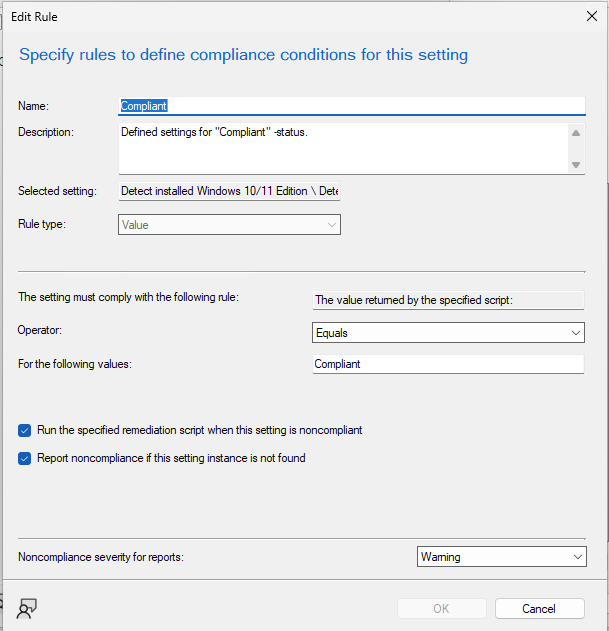 Edit Rule
Specify rules to define compliance conditions for this setting
Name: Compliant
Description: Defined settings for "Compliant" -status.
Selected setting: Detect installed Windows 10/11 Edition \ Dete
Rule type: Value
The setting must comply with the following rule: The value returned by the specified script:
Operator: Equals
For the following values: Compliant
Run the specified remediation script when this setting is noncompliant
Report noncompliance if this setting instance is not found
Noncompliance severity for reports: Warning
OK Cancel